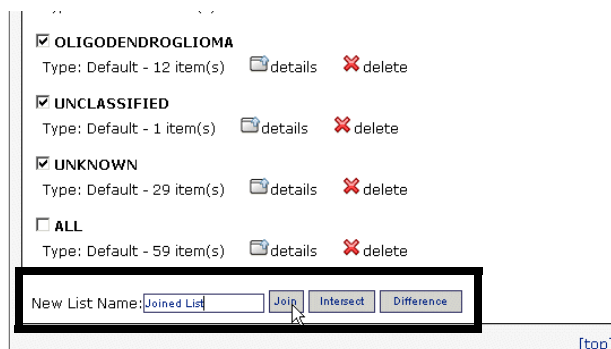 OLIGODENDROGLIOMA
Type: Default - 12 item(s) details delete
UNCLASSIFIED
Type: Default - 1 item(s) details delete
UNKNOWN
Type: Default - 29 item(s) details delete
ALL
Type: Default - 59 item(s) details delete
New List Name: Joined List Join Intersect Difference
[top]